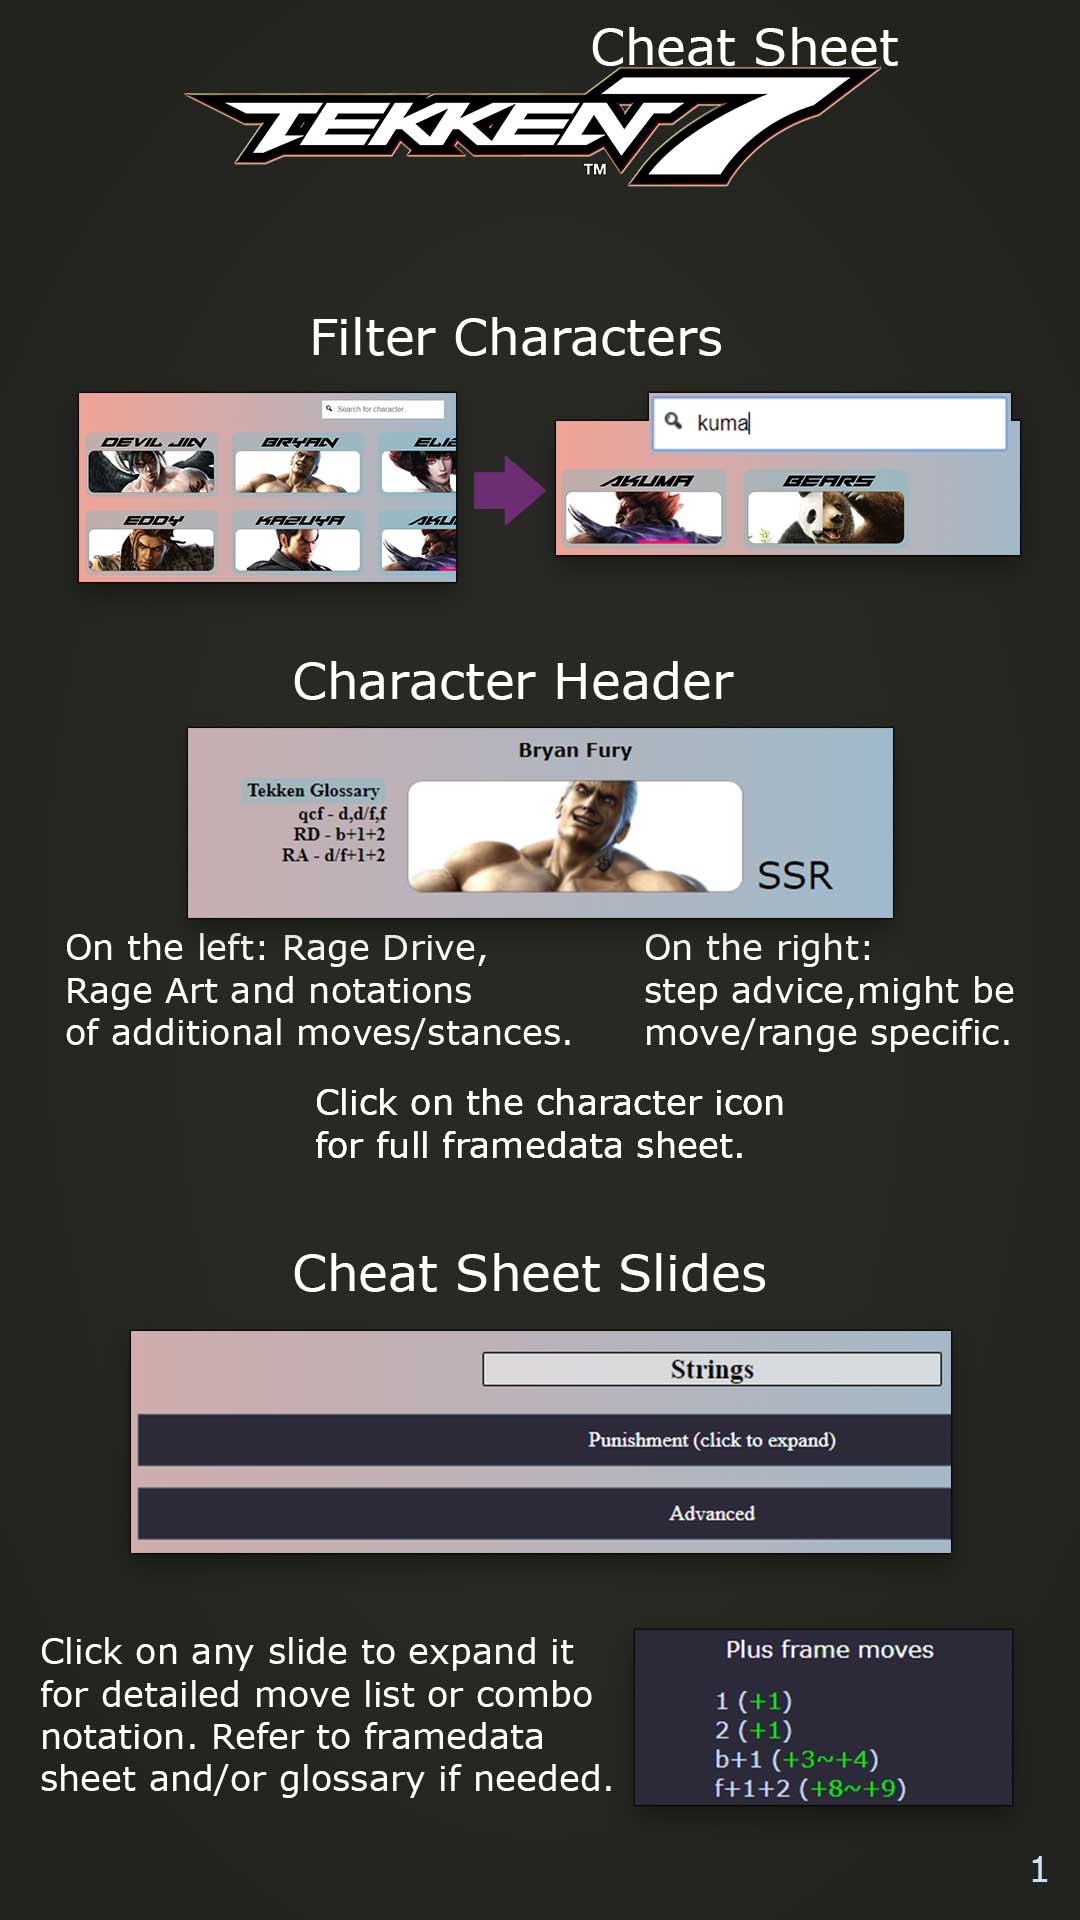 Cheat Sheet
TEKKEN 7
TM
Filter Characters
Search for character..
DEVIL JIN
BRYAN
ELIZ
EDDY
KAZUYA
AKU
kuma
AKUMA
BEARS
Character Header
Bryan Fury
Tekken Glossary
qcf - d,d/f,f
RD - b+1+2
RA - d/f+1+2
SSR
On the left: Rage Drive,
Rage Art and notations
of additional moves/stances.
On the right:
step advice,might be
move/range specific.
Click on the character icon
for full framedata sheet.
Cheat Sheet Slides
Strings
Punishment (click to expand)
Advanced
Click on any slide to expand it
for detailed move list or combo
notation. Refer to framedata
sheet and/or glossary if needed.
Plus frame moves
1 (+1)
2 (+1)
b+1 (+3~+4)
f+1+2 (+8~+9)
1